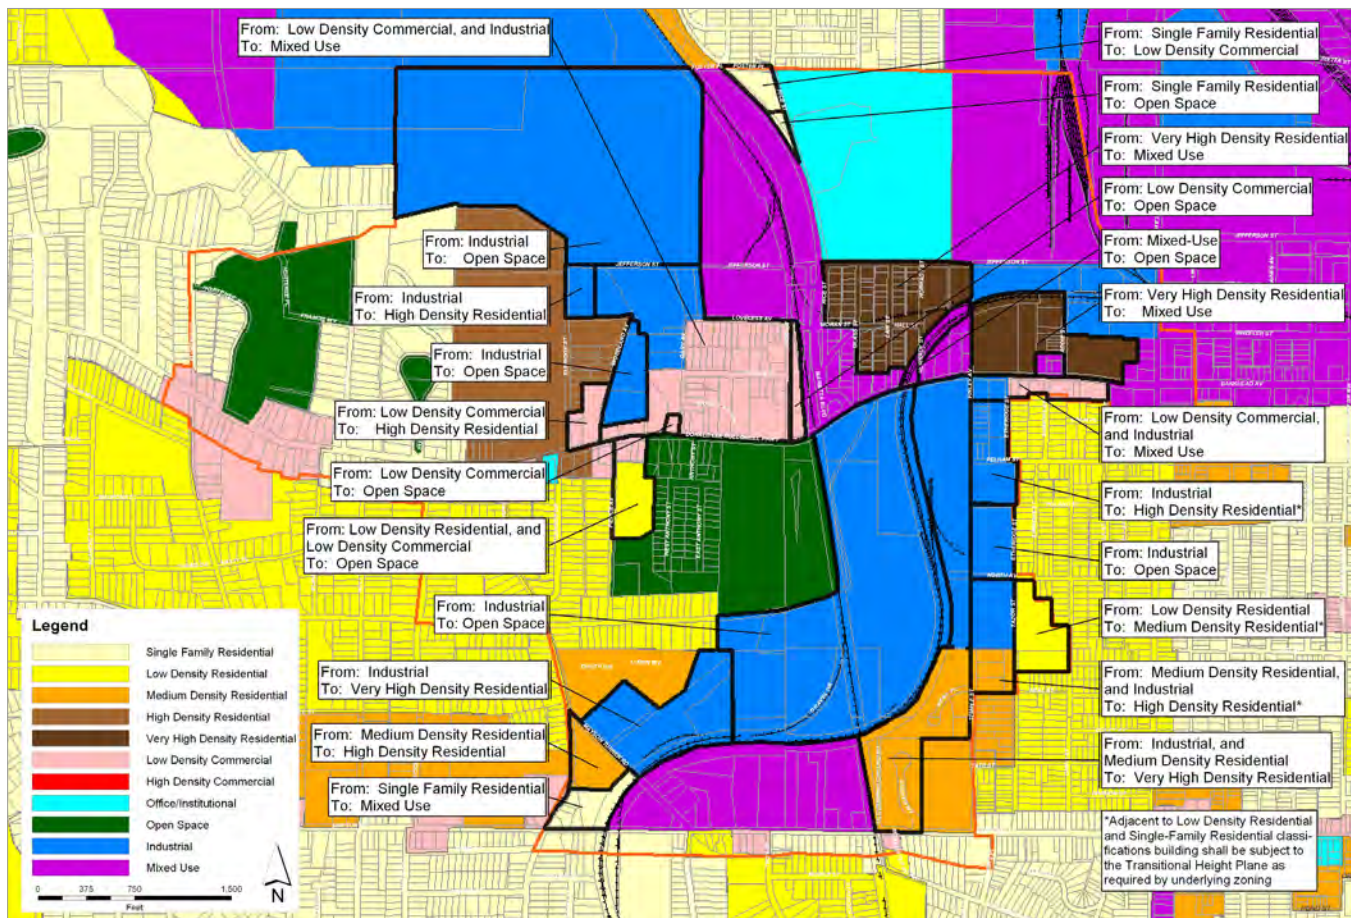 From: Low Density Commercial, and Industrial
To: Mixed Use
From: Single Family Residential
To: Low Density Commercial
From: Single Family Residential
To: Open Space
From: Very High Density Residential
To: Mixed Use
From: Low Density Commercial
To: Open Space
From: Mixed-Use
To: Open Space
From: Very High Density Residential
To: Mixed Use
From: Industrial
To: Open Space
From: Industrial
To: High Density Residential
From: Industrial
To: Open Space
From: Low Density Commercial
To: High Density Residential
From: Low Density Commercial
To: Open Space
From: Low Density Residential, and
Low Density Commercial
To: Open Space
From: Industrial
To: Open Space
From: Industrial
To: Very High Density Residential
From: Medium Density Residential
To: High Density Residential
From: Single Family Residential
To: Mixed Use
From: Low Density Commercial,
and Industrial
To: Mixed Use
From: Industrial
To: High Density Residential*
From: Industrial
To: Open Space
From: Low Density Residential
To: Medium Density Residential*
From: Medium Density Residential,
and Industrial
To: High Density Residential*
From: Industrial, and
Medium Density Residential
To: Very High Density Residential
*Adjacent to Low Density Residential
and Single-Family Residential classi-
fications building shall be subject to
the Transitional Height Plane as
required by underlying zoning
JEFFERSON ST
JEFFERSON ST
JEFFERSON ST
LOVELESS AV
BANKHEAD AV
Legend
Single Family Residential
Low Density Residential
Medium Density Residential
High Density Residential
Very High Density Residential
Low Density Commercial
High Density Commercial
Office/Institutional
Open Space
Industrial
Mixed Use
0 375 750 1,500
Feet
N